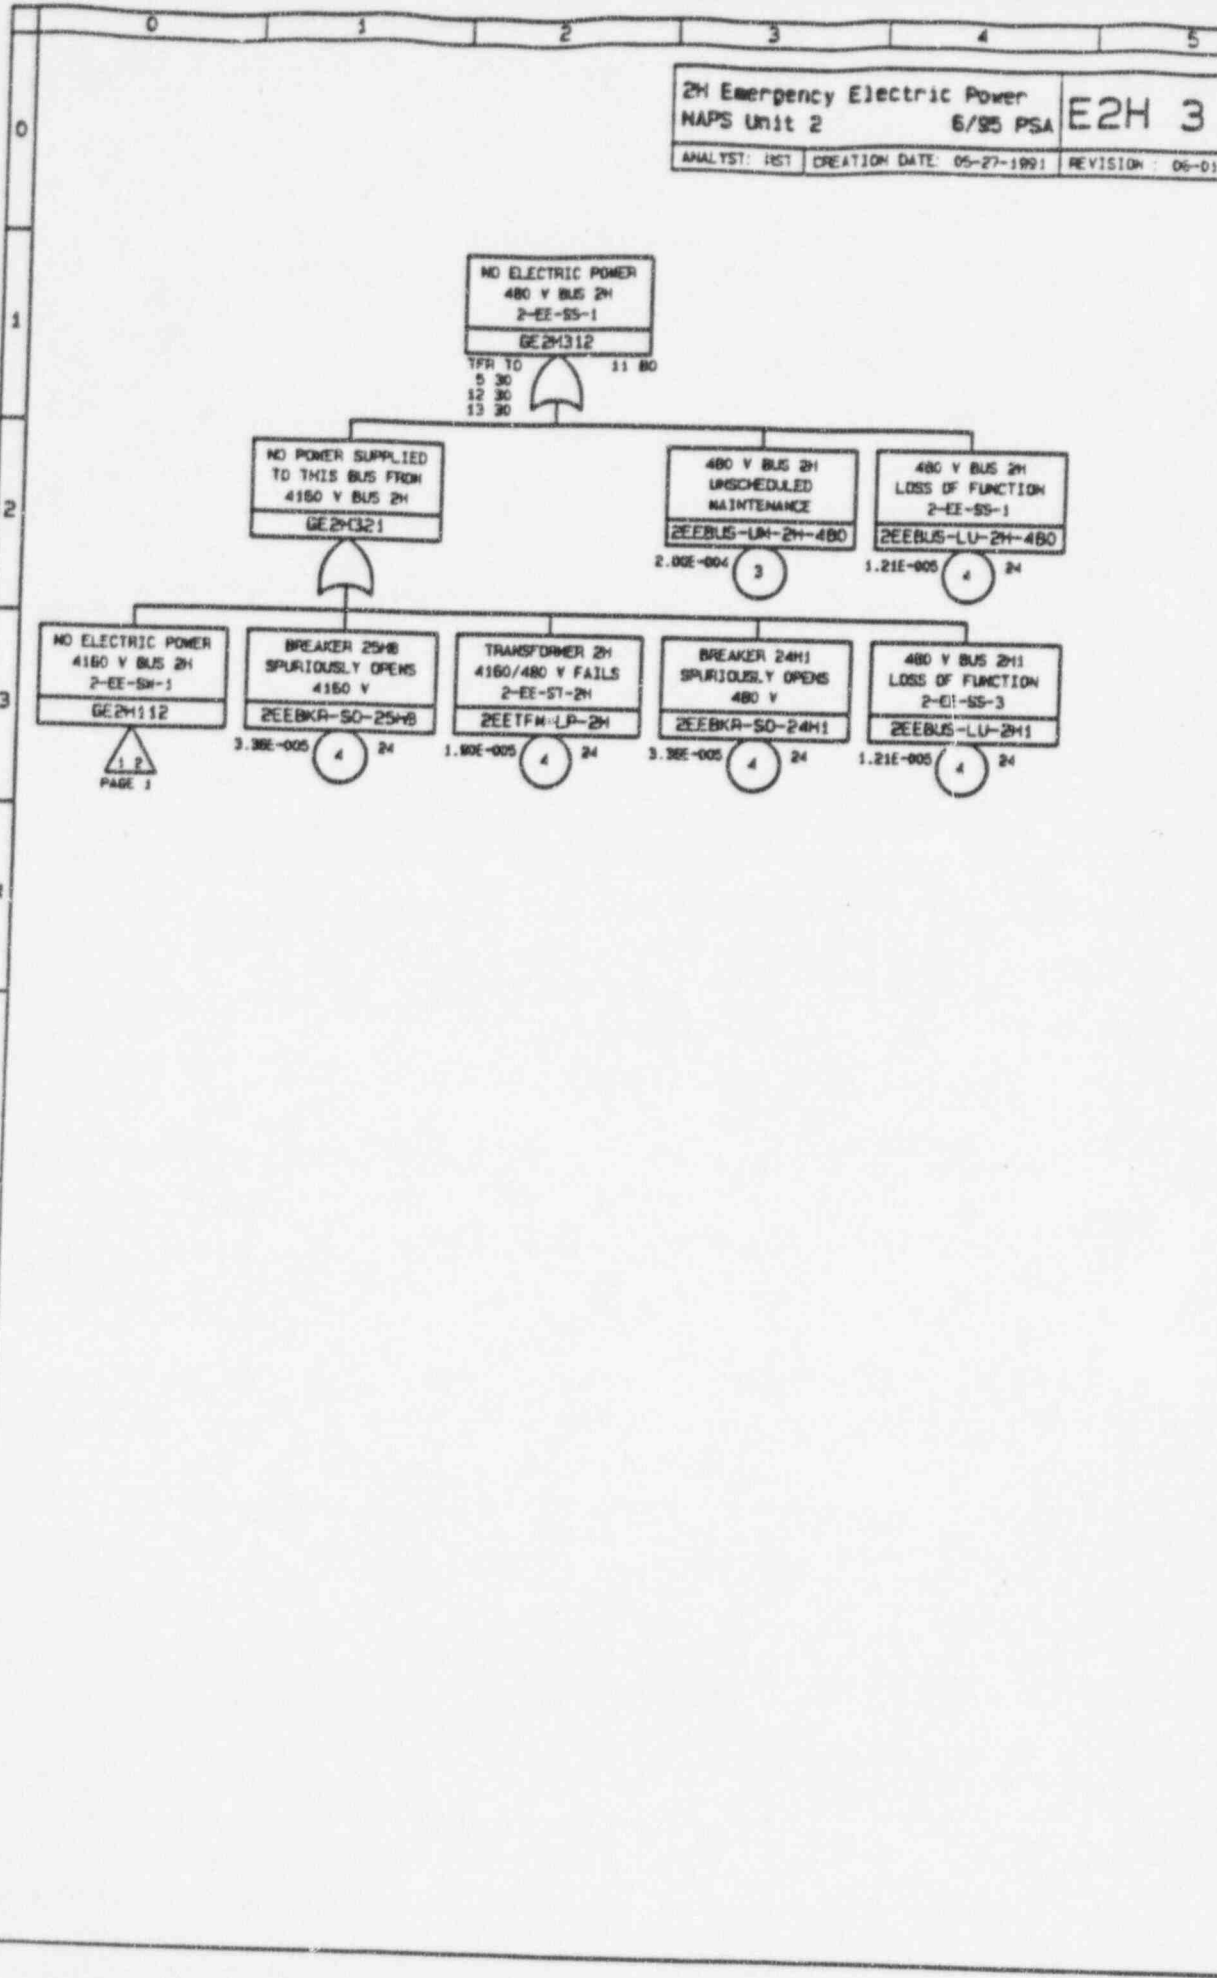 0 1 2 3 4 5
2H Emergency Electric Power
NAPS Unit 2 6/95 PSA
E2H 3
ANALYST: CREATION DATE: 05-27-1991 REVISION : 06-01
0
1
2
3
NO ELECTRIC POWER
480 V BUS 2H
2-EE-SS-1
GE2H312
TFR TO 11 80
5 30
12 30
13 30
NO POWER SUPPLIED
TO THIS BUS FROM
4160 V BUS 2H
GE2H321
480 V BUS 2H
UNSCHEDULED
MAINTENANCE
2EEBUS-UM-2H-480
2.00E-004 3
480 V BUS 2H
LOSS OF FUNCTION
2-EE-SS-1
2EEBUS-LU-2H-480
1.21E-005 4 24
NO ELECTRIC POWER
4160 V BUS 2H
2-EE-SW-1
GE2H112
1 2
PAGE 1
BREAKER 25H8
SPURIOUSLY OPENS
4160 V
2EEBKR-SO-25H8
3.36E-005 4 24
TRANSFORMER 2H
4160/480 V FAILS
2-EE-ST-2H
2EETFM-LP-2H
1.80E-005 4 24
BREAKER 24H1
SPURIOUSLY OPENS
480 V
2EEBKR-SO-24H1
3.36E-005 4 24
480 V BUS 2H1
LOSS OF FUNCTION
2-EE-SS-3
2EEBUS-LU-2H1
1.21E-005 4 24